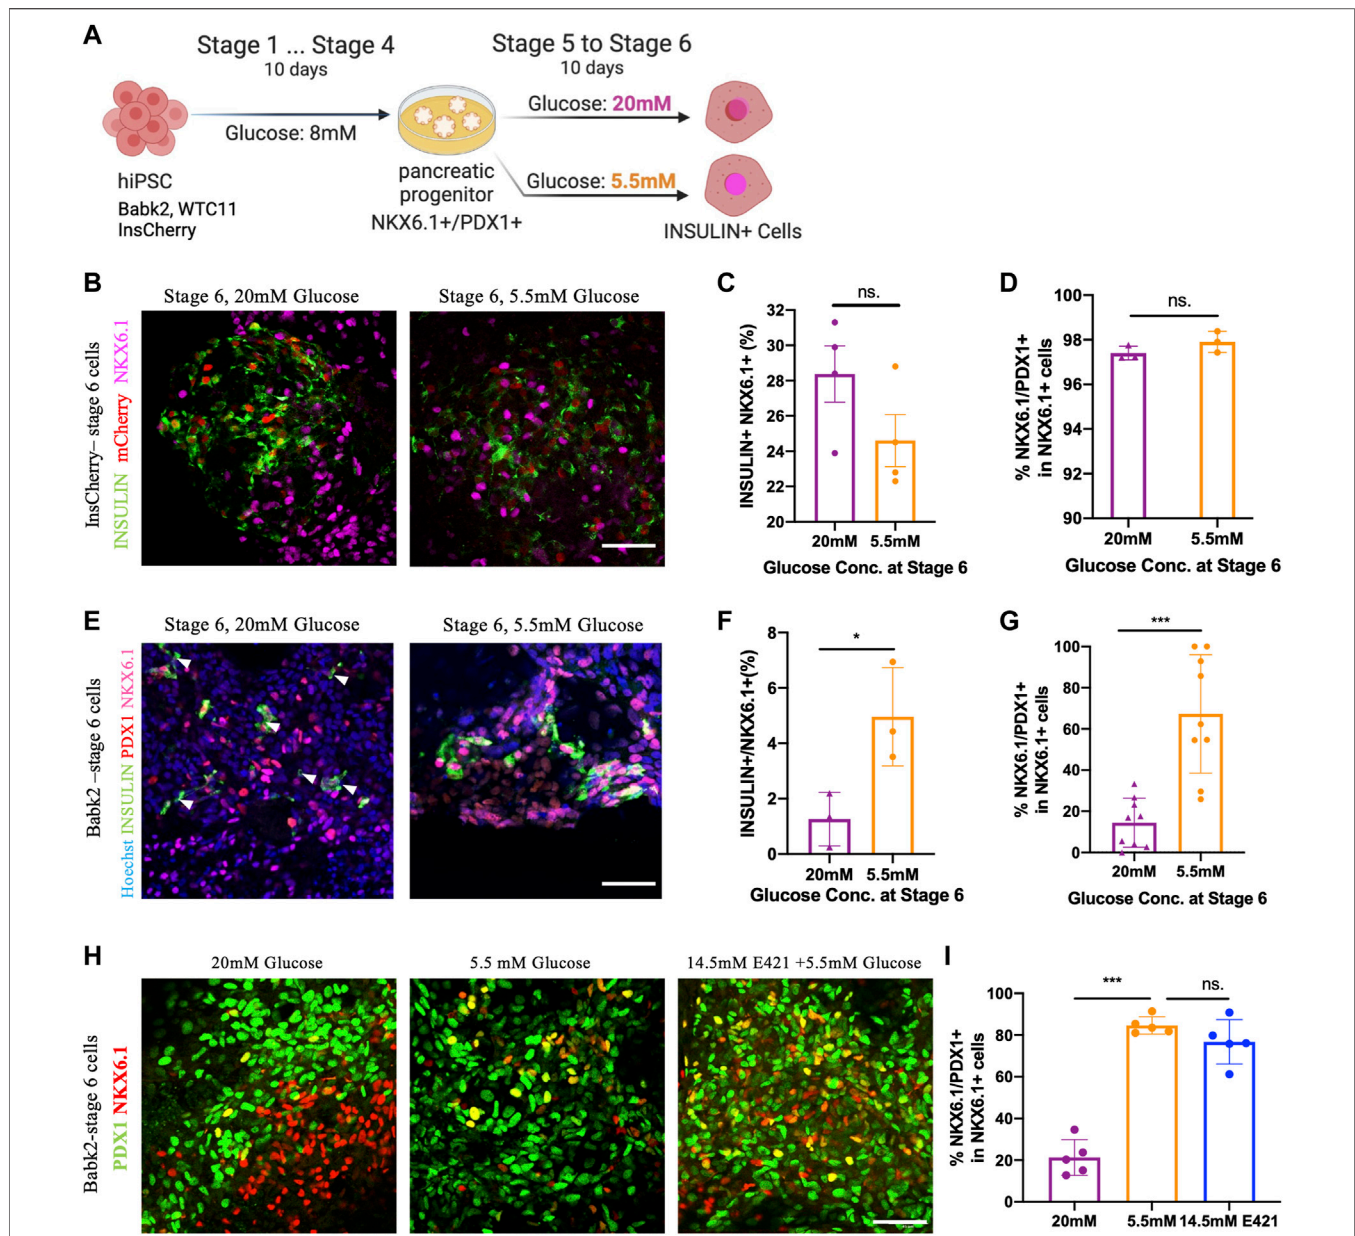 A
Stage 1 ... Stage 4
10 days
Glucose: 8mM
hiPSC
Babk2, WTC11
InsCherry
pancreatic
progenitor
NKX6.1+/PDX1+
Stage 5 to Stage 6
10 days
Glucose: 20mM
Glucose: 5.5mM
INSULIN+ Cells
B
Stage 6, 20mM Glucose
Stage 6, 5.5mM Glucose
InsCherry– stage 6 cells
INSULIN mCherry NKX6.1
C
ns.
INSULIN+ NKX6.1+ (%)
34
32
30
28
26
24
22
20
20mM
5.5mM
Glucose Conc. at Stage 6
D
ns.
% NKX6.1/PDX1+
in NKX6.1+ cells
100
98
96
94
92
90
20mM
5.5mM
Glucose Conc. at Stage 6
E
Stage 6, 20mM Glucose
Stage 6, 5.5mM Glucose
Babk2 –stage 6 cells
Hoechst INSULIN PDX1 NKX6.1
F
*
INSULIN+/NKX6.1+(%)
8
6
4
2
0
20mM
5.5mM
Glucose Conc. at Stage 6
G
***
% NKX6.1/PDX1+
in NKX6.1+ cells
100
80
60
40
20
0
20mM
5.5mM
Glucose Conc. at Stage 6
H
20mM Glucose
5.5 mM Glucose
14.5mM E421 +5.5mM Glucose
Babk2-stage 6 cells
PDX1 NKX6.1
I
***
ns.
% NKX6.1/PDX1+
in NKX6.1+ cells
100
80
60
40
20
0
20mM
5.5mM
14.5mM E421